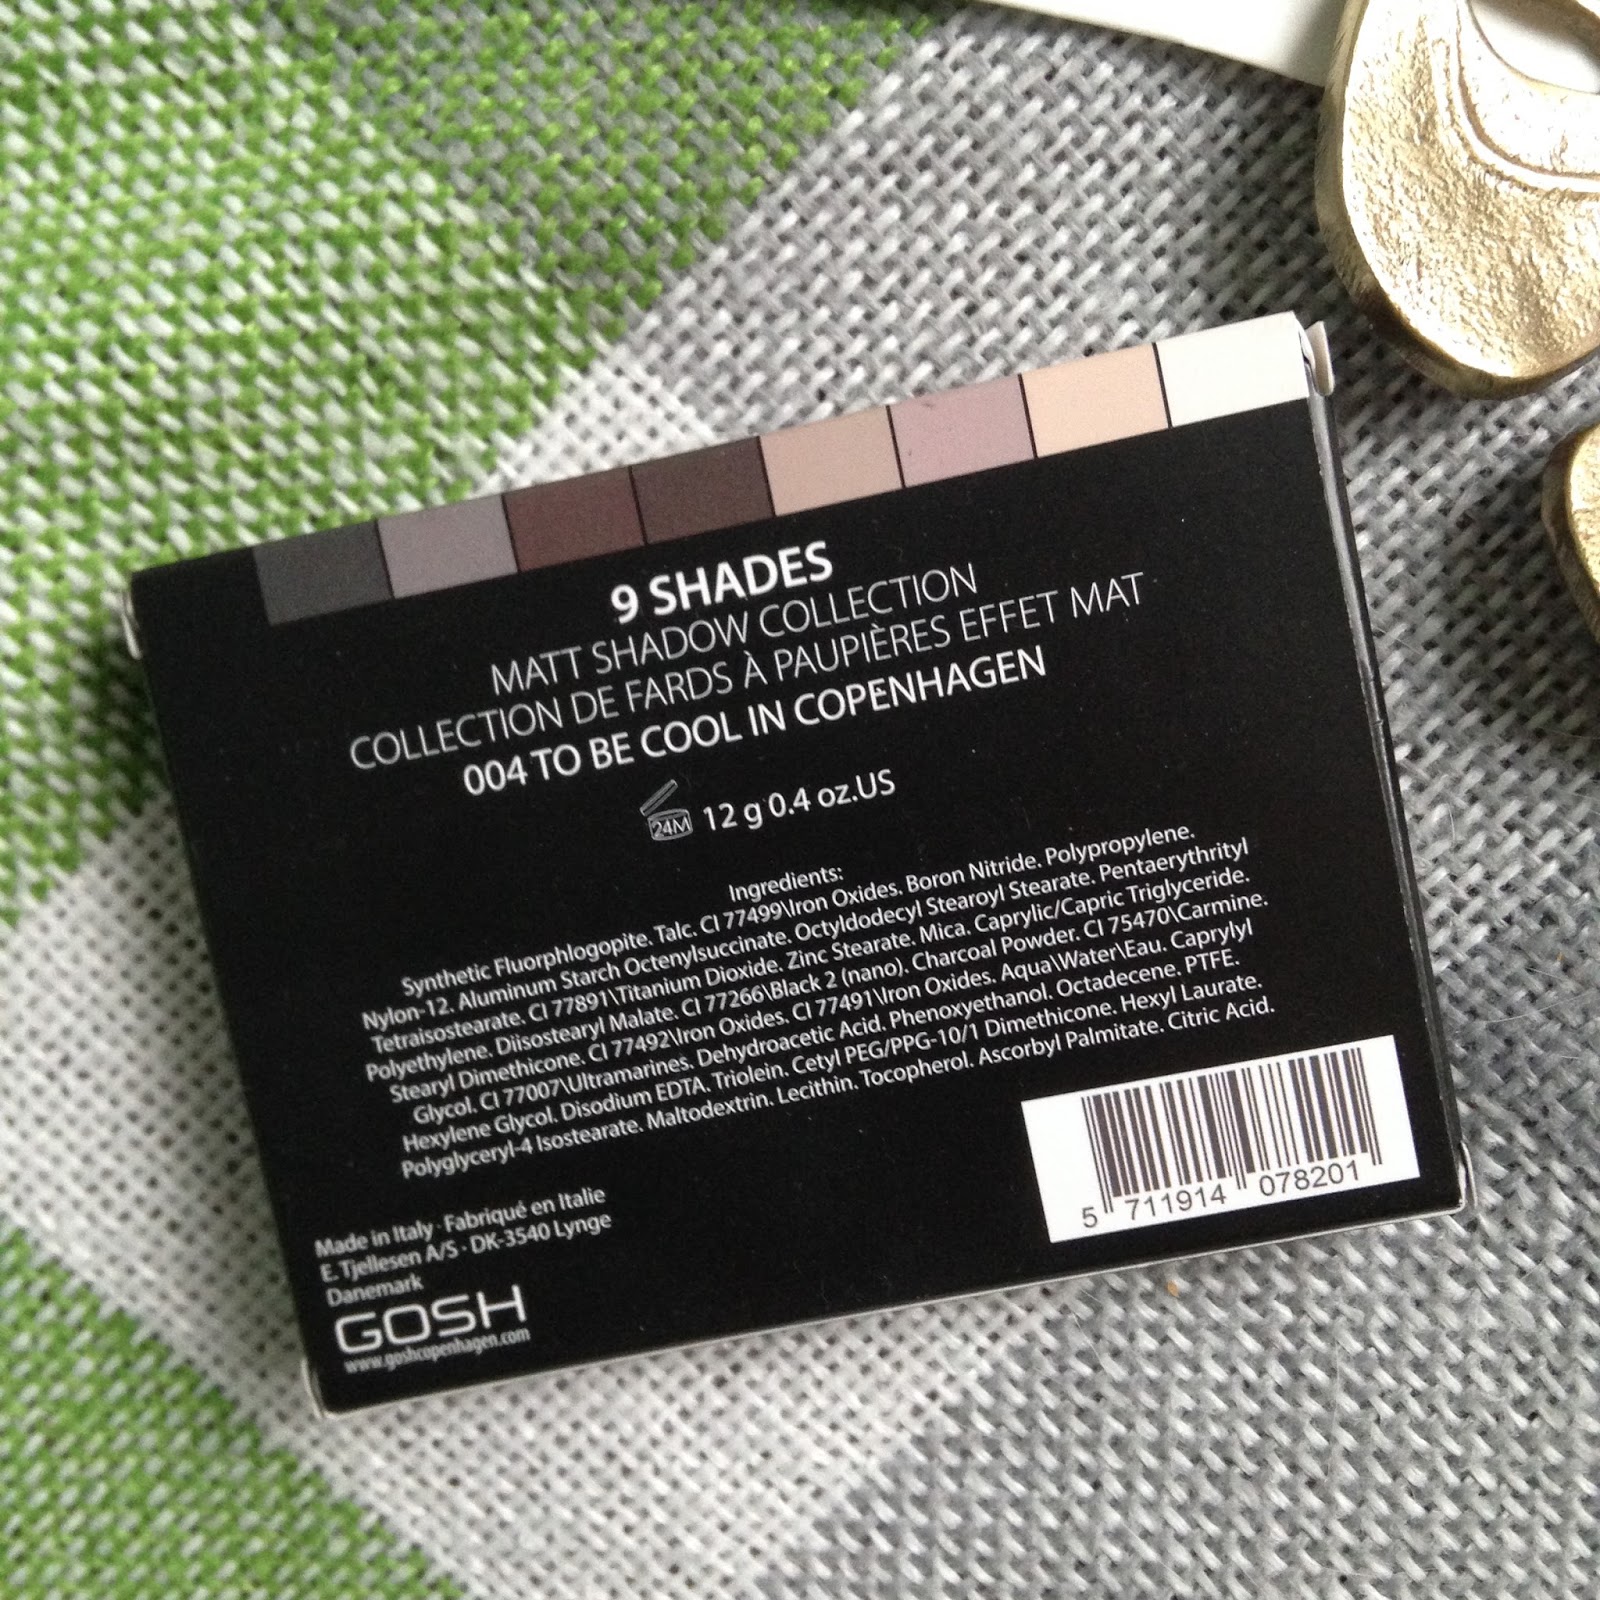 9 SHADES
MATT SHADOW COLLECTION
COLLECTION DE FARDS À PAUPIÈRES EFFET MAT
004 TO BE COOL IN COPENHAGEN
24M 12 g 0.4 oz.US
Ingredients:
Synthetic Fluorphlogopite. Talc. CI 77499\Iron Oxides. Boron Nitride. Polypropylene.
Nylon-12. Aluminum Starch Octenylsuccinate. Octyldodecyl Stearoyl Stearate. Pentaerythrityl
Tetraisostearate. CI 77891\Titanium Dioxide. Zinc Stearate. Mica. Caprylic/Capric Triglyceride.
Polyethylene. Diisostearyl Malate. CI 77266\Black 2 (nano). Charcoal Powder. CI 75470\Carmine.
Stearyl Dimethicone. CI 77492\Iron Oxides. CI 77491\Iron Oxides. Aqua\Water\Eau. Caprylyl
Glycol. CI 77007\Ultramarines. Dehydroacetic Acid. Phenoxyethanol. Octadecene. PTFE.
Hexylene Glycol. Disodium EDTA. Triolein. Cetyl PEG/PPG-10/1 Dimethicone. Hexyl Laurate.
Polyglyceryl-4 Isostearate. Maltodextrin. Lecithin. Tocopherol. Ascorbyl Palmitate. Citric Acid.
Made in Italy · Fabriqué en Italie
E. Tjellesen A/S · DK-3540 Lynge
Danemark
GOSH
www.goshcopenhagen.com
5 711914 078201